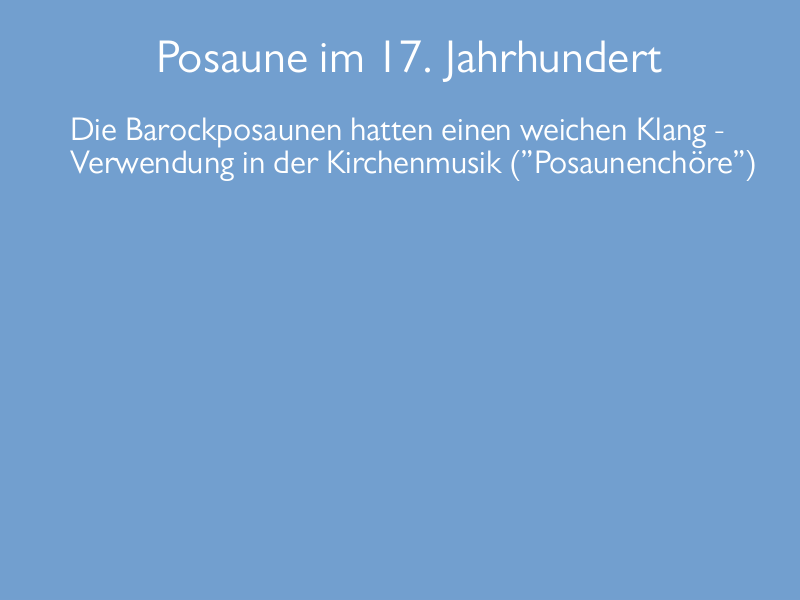 Posaune im 17. Jahrhundert
Die Barockposaunen hatten einen weichen Klang -
Verwendung in der Kirchenmusik (”Posaunenchöre”)